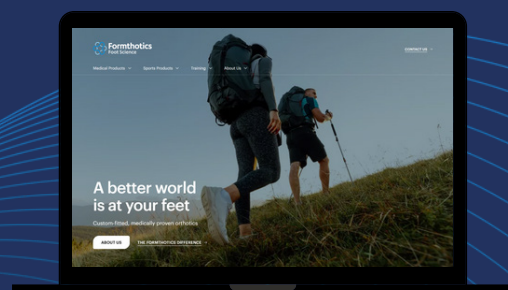 Formthotics
Foot Science
CONTACT US
Medical Products
Sports Products
Training
About Us
A better world
is at your feet
Custom-fitted, medically proven orthotics
ABOUT US
THE FORMTHOTICS DIFFERENCE